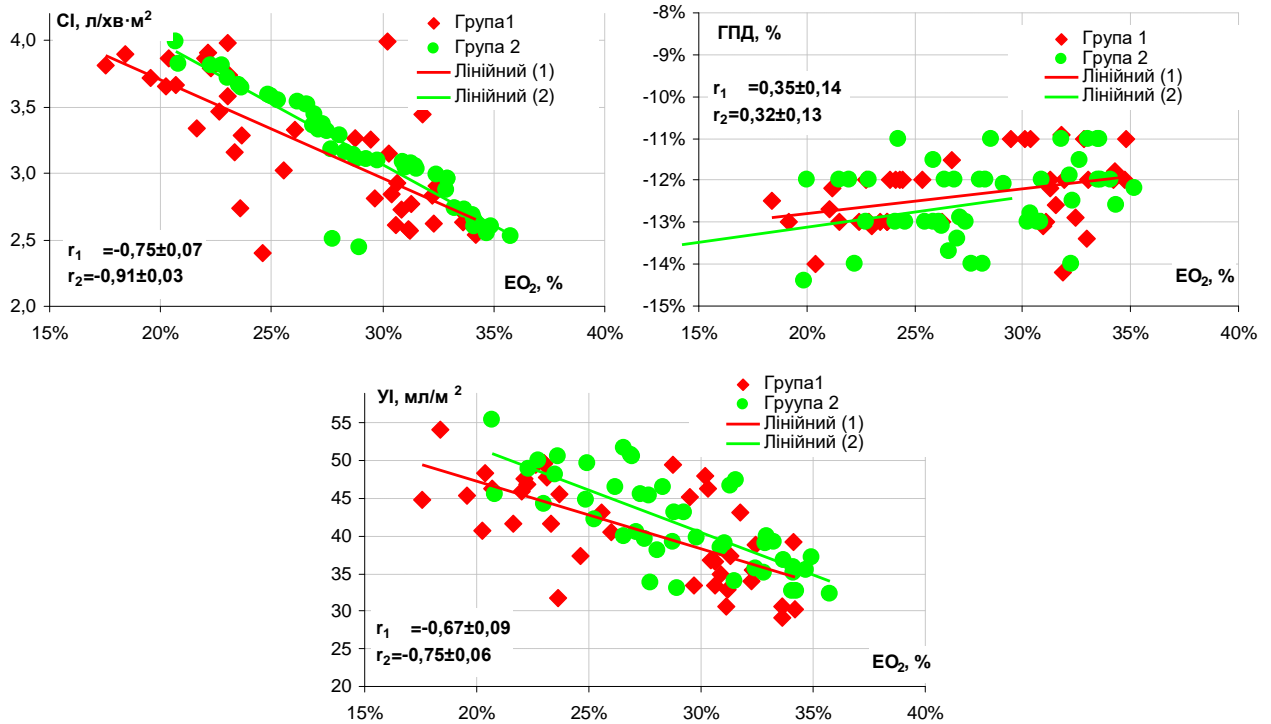 СІ, л/хв·м²
Група1
Група 2
Лінійний (1)
Лінійний (2)
4,0
3,5
3,0
2,5
2,0
r₁ =-0,75±0,07
r₂=-0,91±0,03
EO₂, %
15% 20% 25% 30% 35% 40%
ГПД, %
Група 1
Група 2
Лінійний (1)
Лінійний (2)
-8%
-9%
-10%
-11%
-12%
-13%
-14%
-15%
r₁ =0,35±0,14
r₂=0,32±0,13
EO₂, %
15% 20% 25% 30% 35% 40%
УІ, мл/м ²
Група1
Груупа 2
Лінійний (1)
Лінійний (2)
55
50
45
40
35
30
25
20
r₁ =-0,67±0,09
r₂=-0,75±0,06
EO₂, %
15% 20% 25% 30% 35% 40%